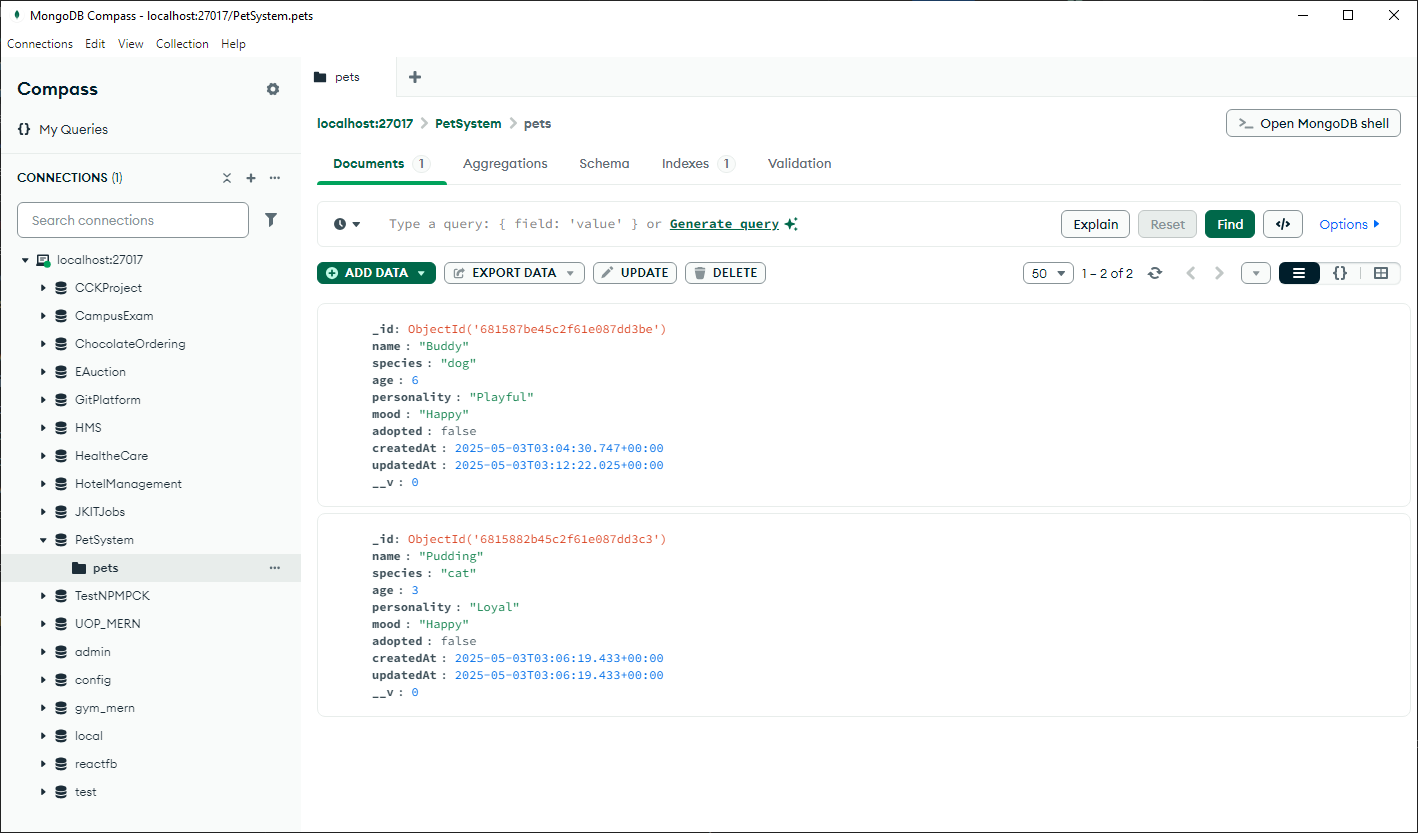 MongoDB Compass - localhost:27017/PetSystem.pets
Connections Edit View Collection Help
Compass
{} My Queries
CONNECTIONS (1)
Search connections
localhost:27017
CCKProject
CampusExam
ChocolateOrdering
EAuction
GitPlatform
HMS
HealtheCare
HotelManagement
JKITJobs
PetSystem
pets
TestNPMPCK
UOP_MERN
admin
config
gym_mern
local
reactfb
test
pets
localhost:27017 > PetSystem > pets
>_ Open MongoDB shell
Documents 1 Aggregations Schema Indexes 1 Validation
Type a query: { field: 'value' } or Generate query
Explain Reset Find </> Options
ADD DATA EXPORT DATA UPDATE DELETE
50 1 – 2 of 2 {}
_id: ObjectId('681587be45c2f61e087dd3be')
name : "Buddy"
species : "dog"
age : 6
personality : "Playful"
mood : "Happy"
adopted : false
createdAt : 2025-05-03T03:04:30.747+00:00
updatedAt : 2025-05-03T03:12:22.025+00:00
__v : 0
_id: ObjectId('6815882b45c2f61e087dd3c3')
name : "Pudding"
species : "cat"
age : 3
personality : "Loyal"
mood : "Happy"
adopted : false
createdAt : 2025-05-03T03:06:19.433+00:00
updatedAt : 2025-05-03T03:06:19.433+00:00
__v : 0